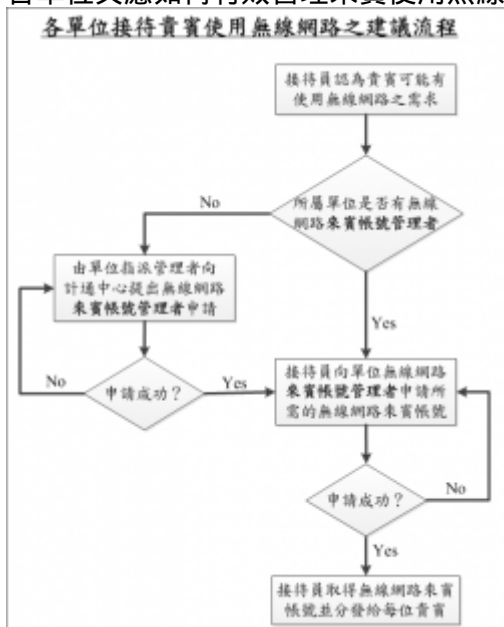 各單位接待貴賓使用無線網路之建議流程
接待員認為貴賓可能有
使用無線網路之需求
所屬單位是否有無線
網路來賓帳號管理者
No
由單位指派管理者向
計通中心提出無線網路
來賓帳號管理者申請
Yes
No
申請成功？
Yes
接待員向單位無線網路
來賓帳號管理者申請所
需的無線網路來賓帳號
申請成功？
No
Yes
接待員取得無線網路來賓
帳號並分發給每位貴賓